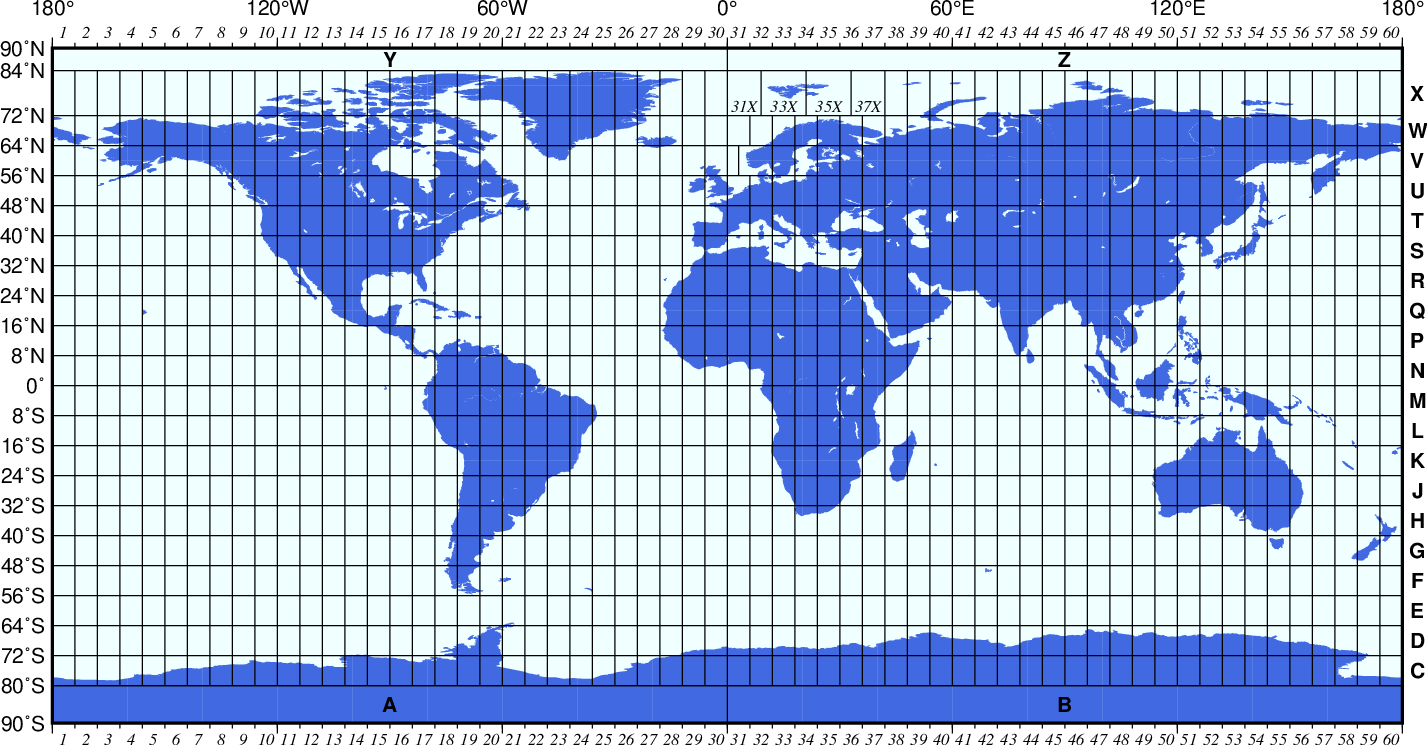 180° 120°W 60°W 0° 60°E 120°E 180°
1 2 3 4 5 6 7 8 9 10 11 12 13 14 15 16 17 18 19 20 21 22 23 24 25 26 27 28 29 30 31 32 33 34 35 36 37 38 39 40 41 42 43 44 45 46 47 48 49 50 51 52 53 54 55 56 57 58 59 60
90°N
Y Z
84°N
X
31X 33X 35X 37X
72°N
W
64°N
V
56°N
U
48°N
T
40°N
S
32°N
R
24°N
Q
16°N
P
8°N
N
0°
M
8°S
L
16°S
K
24°S
J
32°S
H
40°S
G
48°S
F
56°S
E
64°S
D
72°S
C
80°S
A B
90°S
1 2 3 4 5 6 7 8 9 10 11 12 13 14 15 16 17 18 19 20 21 22 23 24 25 26 27 28 29 30 31 32 33 34 35 36 37 38 39 40 41 42 43 44 45 46 47 48 49 50 51 52 53 54 55 56 57 58 59 60